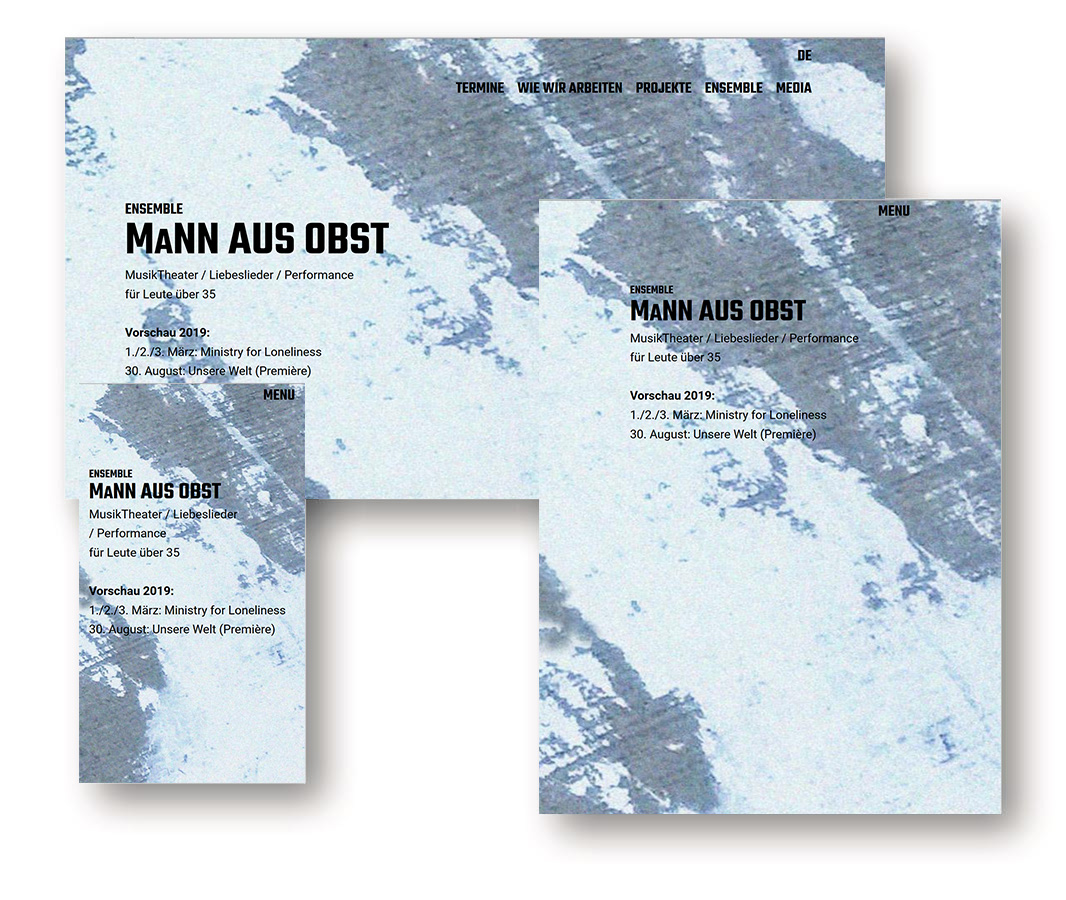 DE
TERMINE WIE WIR ARBEITEN PROJEKTE ENSEMBLE MEDIA
ENSEMBLE
MANN AUS OBST
MusikTheater / Liebeslieder / Performance
für Leute über 35
Vorschau 2019:
1./2./3. März: Ministry for Loneliness
30. August: Unsere Welt (Première)
MENU
ENSEMBLE
MANN AUS OBST
MusikTheater / Liebeslieder / Performance
für Leute über 35
Vorschau 2019:
1./2./3. März: Ministry for Loneliness
30. August: Unsere Welt (Première)
MENU
ENSEMBLE
MANN AUS OBST
MusikTheater / Liebeslieder
/ Performance
für Leute über 35
Vorschau 2019:
1./2./3. März: Ministry for Loneliness
30. August: Unsere Welt (Première)